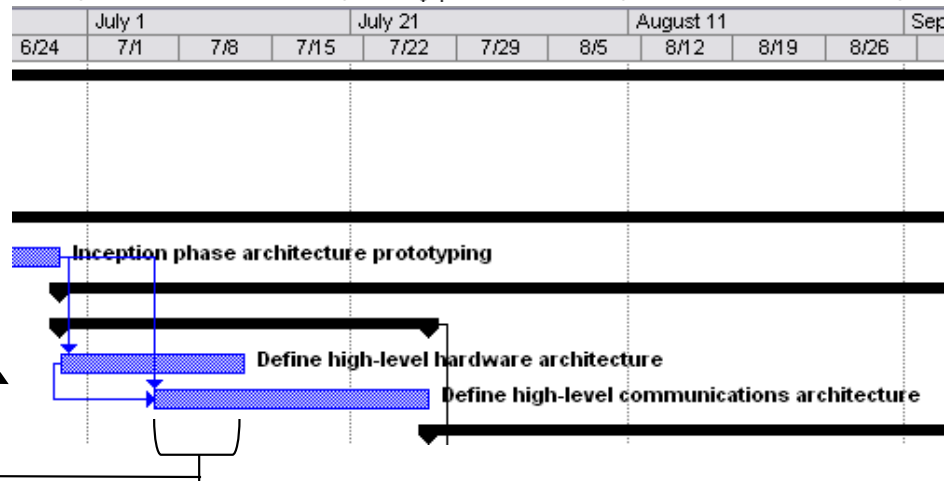 July 1 July 21 August 11 Sep
6/24 7/1 7/8 7/15 7/22 7/29 8/5 8/12 8/19 8/26
Inception phase architecture prototyping
Define high-level hardware architecture
Define high-level communications architecture